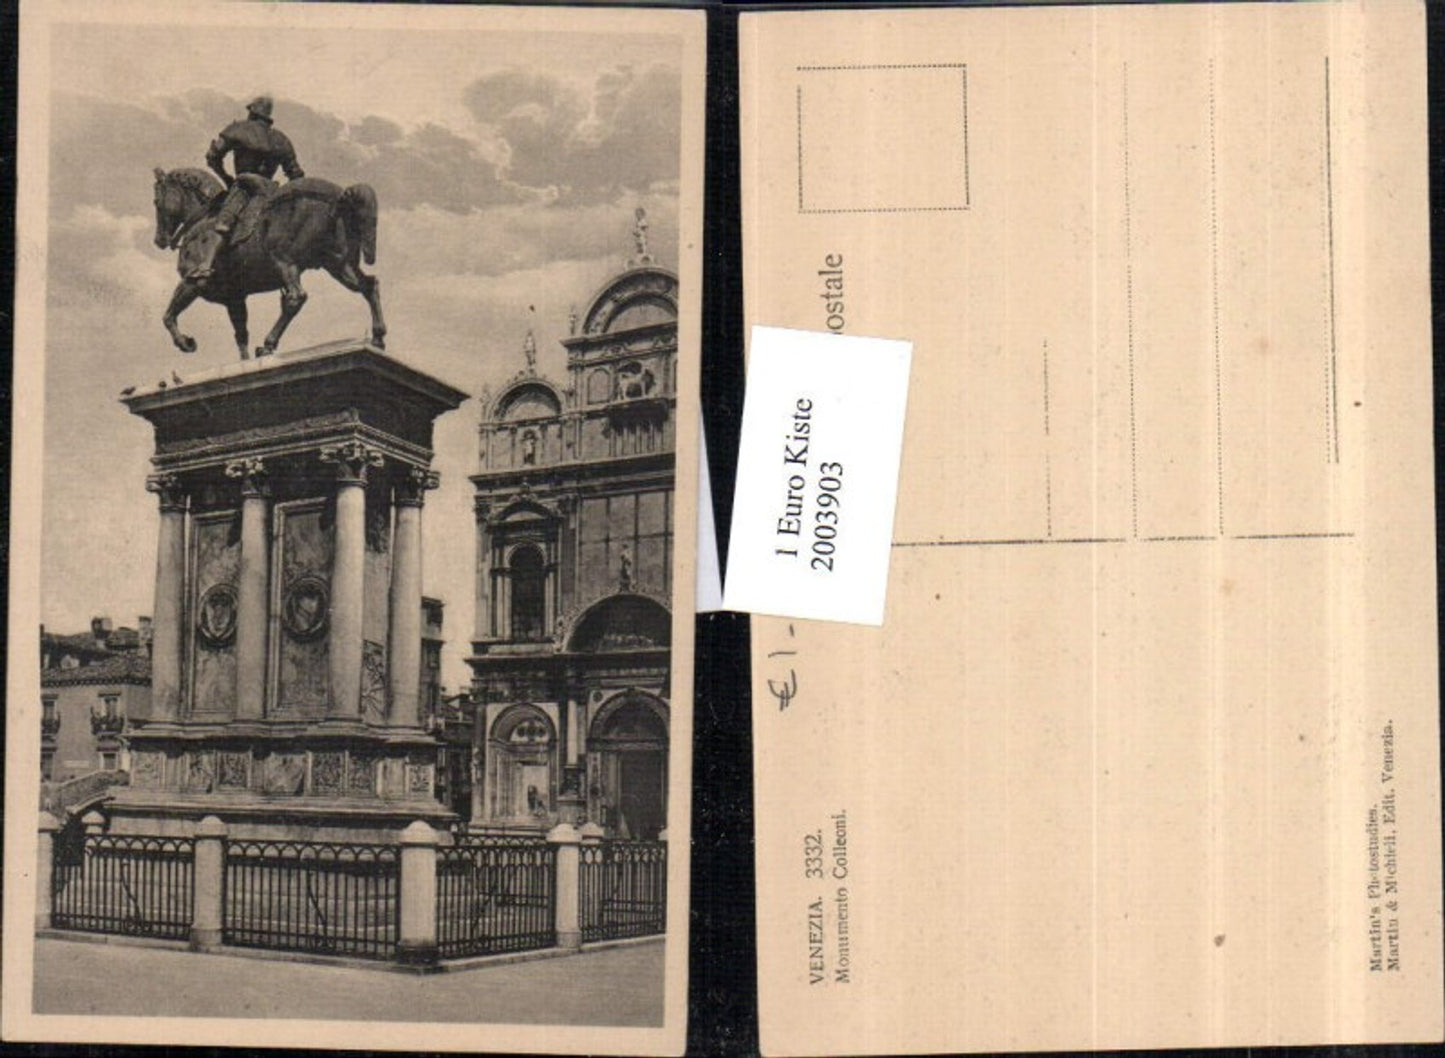 ostale
1 Euro Kiste
2003903
€ 1 -
VENEZIA. 3332.
Monumento Colleoni.
Martin's Photostudies.
Martin & Michieli, Edit. Venezia.